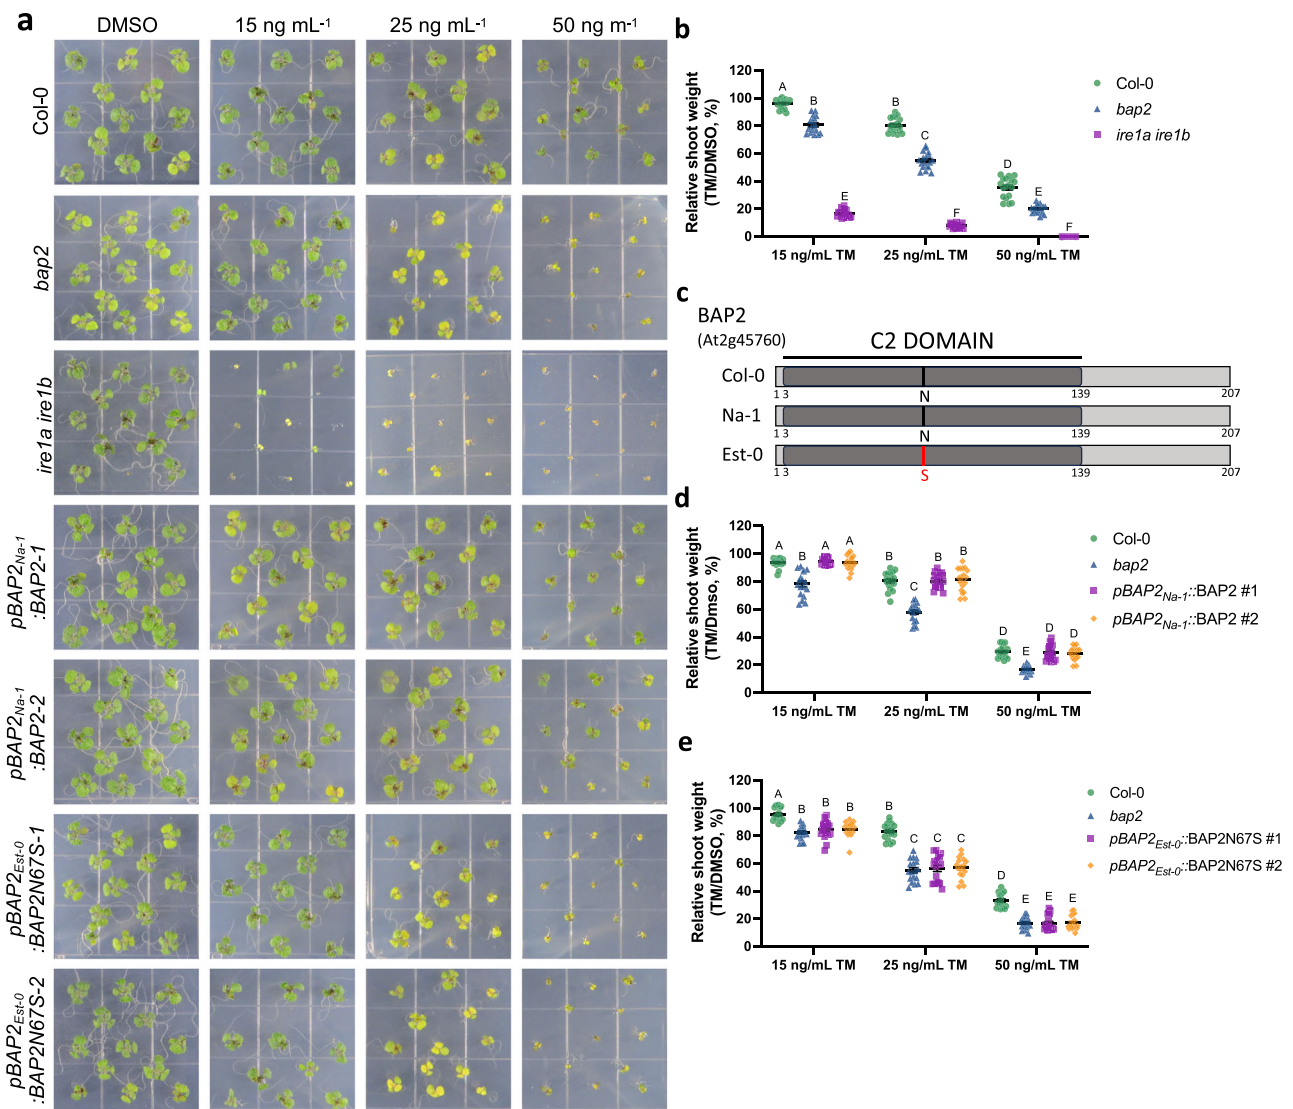 a
DMSO
15 ng mL-1
25 ng mL-1
50 ng m-1
Col-0
bap2
ire1a ire1b
pBAP2Na-1
:BAP2-1
pBAP2Na-1
:BAP2-2
pBAP2Est-0
:BAP2N67S-1
pBAP2Est-0
:BAP2N67S-2
b
Relative shoot weight
(TM/DMSO, %)
120
100
80
60
40
20
0
A
B
E
B
C
F
D
E
F
15 ng/mL TM
25 ng/mL TM
50 ng/mL TM
Col-0
bap2
ire1a ire1b
c
BAP2
(At2g45760)
C2 DOMAIN
Col-0
1 3
N
139
207
Na-1
1 3
N
139
207
Est-0
1 3
S
139
207
d
Relative shoot weight
(TM/Dmso, %)
120
100
80
60
40
20
0
A
B
A
A
B
C
B
B
D
E
D
D
15 ng/mL TM
25 ng/mL TM
50 ng/mL TM
Col-0
bap2
pBAP2Na-1::BAP2 #1
pBAP2Na-1::BAP2 #2
e
Relative shoot weight
(TM/DMSO, %)
120
100
80
60
40
20
0
A
B
B
B
B
C
C
C
D
E
E
E
15 ng/mL TM
25 ng/mL TM
50 ng/mL TM
Col-0
bap2
pBAP2Est-0::BAP2N67S #1
pBAP2Est-0::BAP2N67S #2